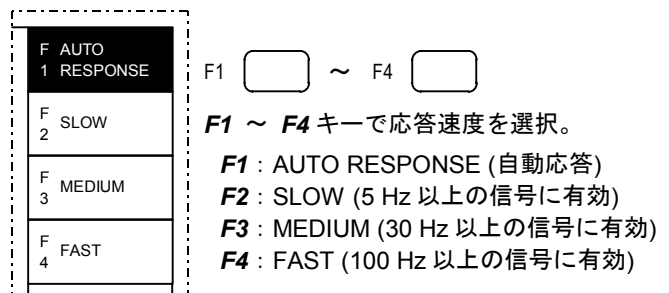 F AUTO
1 RESPONSE
F
2 SLOW
F
3 MEDIUM
F
4 FAST
F1 ～ F4
F1 ～ F4 キーで応答速度を選択。
F1：AUTO RESPONSE (自動応答)
F2：SLOW (5 Hz 以上の信号に有効)
F3：MEDIUM (30 Hz 以上の信号に有効)
F4：FAST (100 Hz 以上の信号に有効)